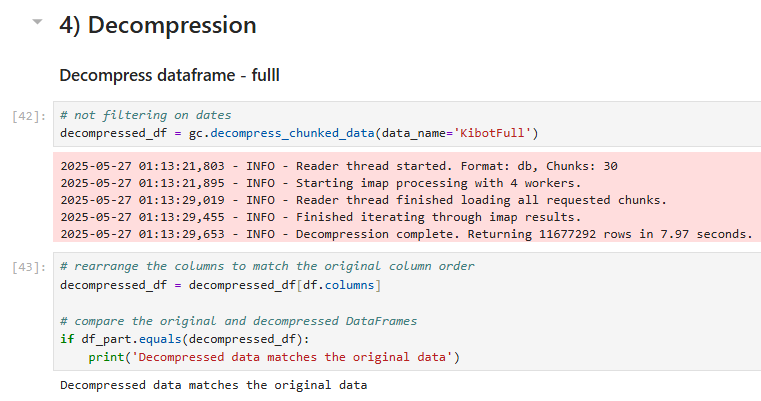 4) Decompression
Decompress dataframe - fulll
[42]:
# not filtering on dates
decompressed_df = gc.decompress_chunked_data(data_name='KibotFull')
2025-05-27 01:13:21,803 - INFO - Reader thread started. Format: db, Chunks: 30
2025-05-27 01:13:21,895 - INFO - Starting imap processing with 4 workers.
2025-05-27 01:13:29,019 - INFO - Reader thread finished loading all requested chunks.
2025-05-27 01:13:29,455 - INFO - Finished iterating through imap results.
2025-05-27 01:13:29,653 - INFO - Decompression complete. Returning 11677292 rows in 7.97 seconds.
[43]:
# rearrange the columns to match the original column order
decompressed_df = decompressed_df[df.columns]
# compare the original and decompressed DataFrames
if df_part.equals(decompressed_df):
    print('Decompressed data matches the original data')
Decompressed data matches the original data